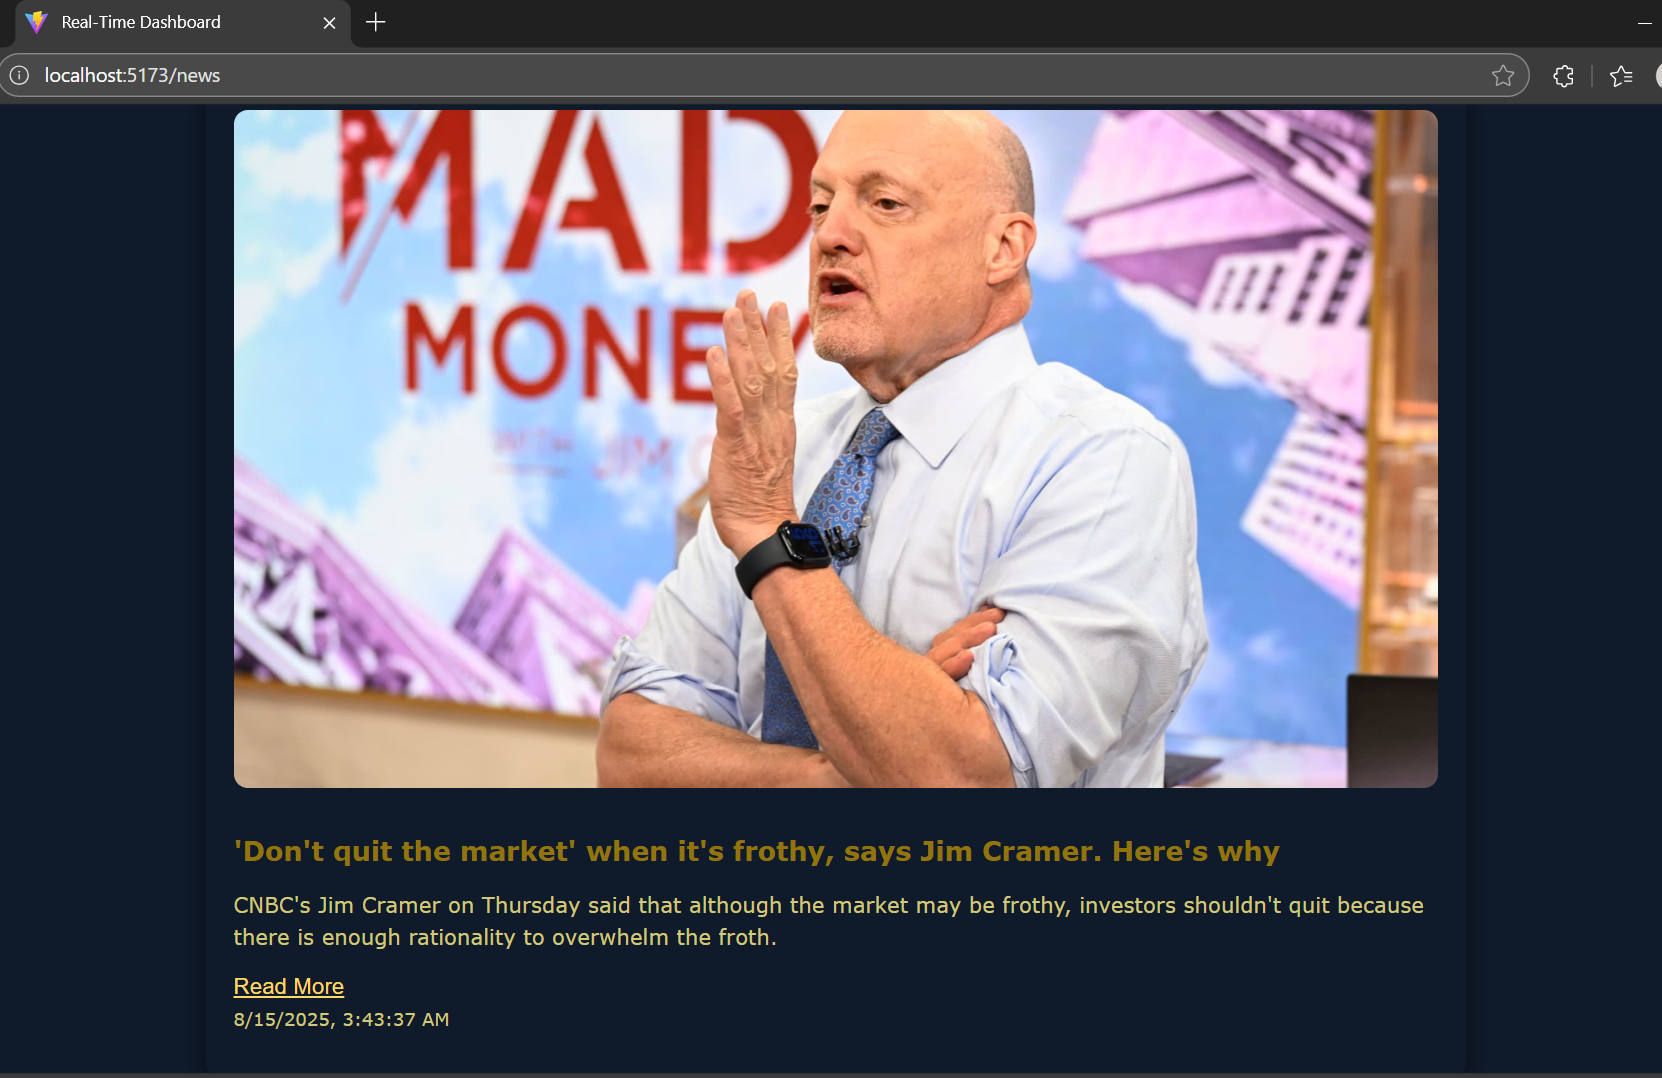 Real-Time Dashboard
localhost:5173/news
MAD
MONEY
WITH JIM
'Don't quit the market' when it's frothy, says Jim Cramer. Here's why
CNBC's Jim Cramer on Thursday said that although the market may be frothy, investors shouldn't quit because
there is enough rationality to overwhelm the froth.
Read More
8/15/2025, 3:43:37 AM